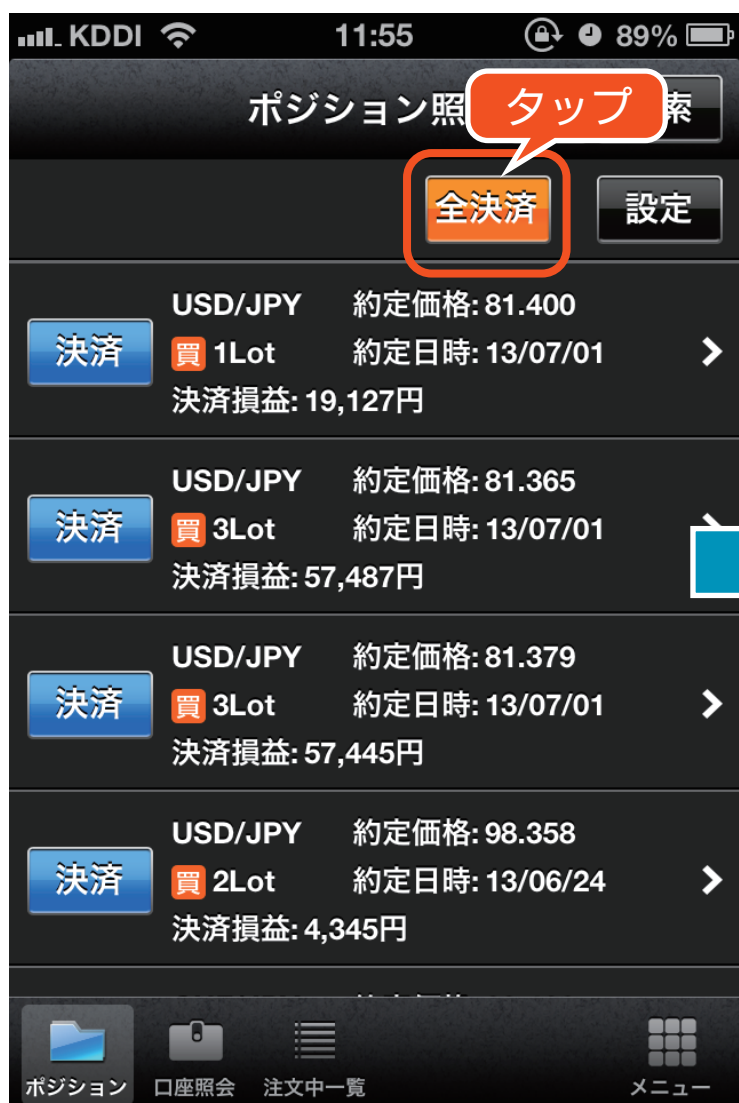 KDDI 11:55 89%
ポジション照
タップ
索
全決済 設定
USD/JPY 約定価格: 81.400
決済 買 1Lot 約定日時: 13/07/01
決済損益: 19,127円
USD/JPY 約定価格: 81.365
決済 買 3Lot 約定日時: 13/07/01
決済損益: 57,487円
USD/JPY 約定価格: 81.379
決済 買 3Lot 約定日時: 13/07/01
決済損益: 57,445円
USD/JPY 約定価格: 98.358
決済 買 2Lot 約定日時: 13/06/24
決済損益: 4,345円
ポジション 口座照会 注文中一覧 メニュー